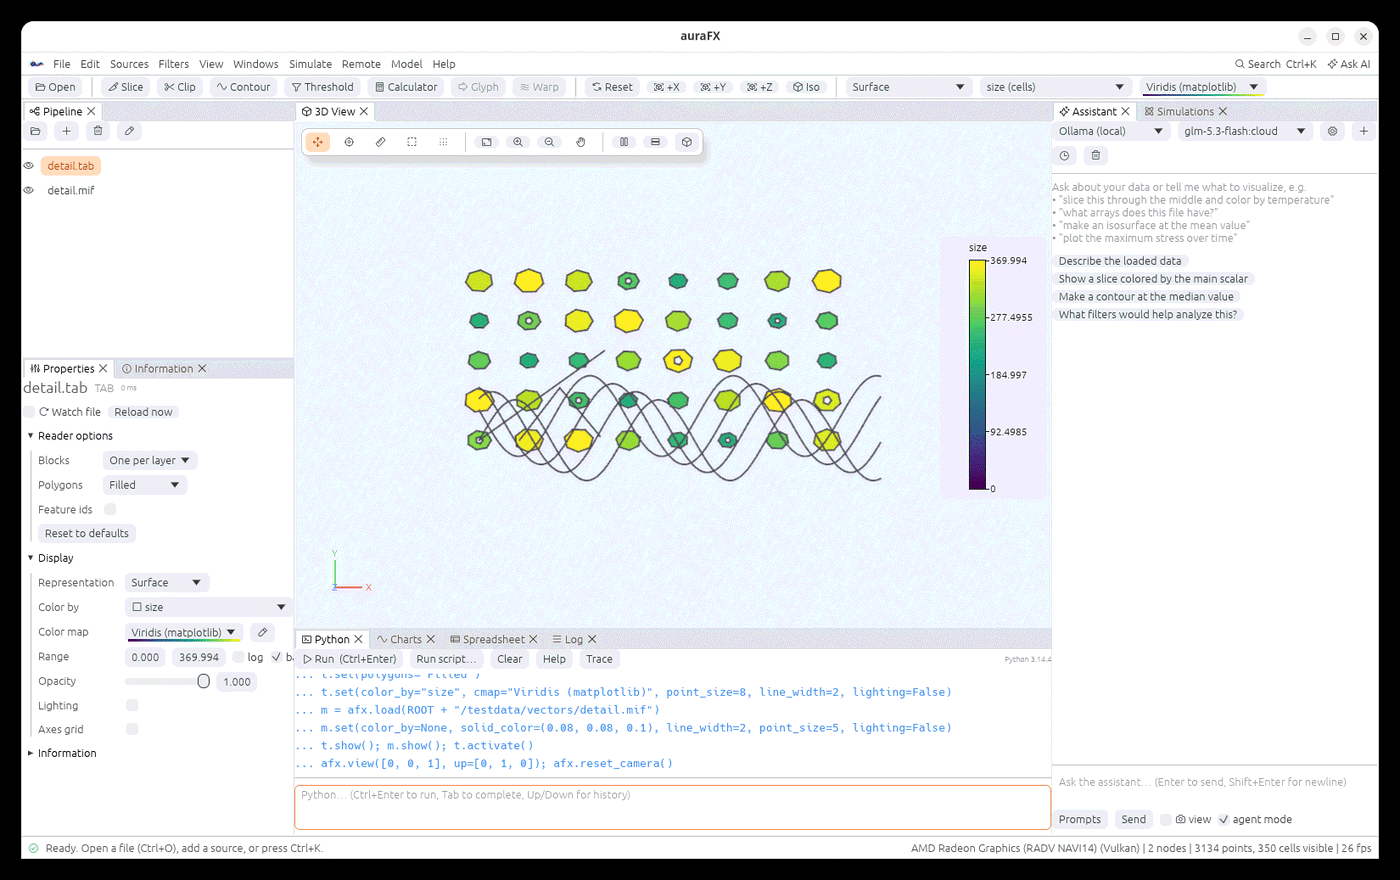 auraFX
File Edit Sources Filters View Windows Simulate Remote Model Help
Search Ctrl+K Ask AI
Open Slice Clip Contour Threshold Calculator Glyph Warp Reset +X +Y +Z Iso Surface size (cells) Viridis (matplotlib)
Pipeline
detail.tab
detail.mif
Properties Information
detail.tab TAB 0 ms
Watch file Reload now
Reader options
Blocks One per layer
Polygons Filled
Feature ids
Reset to defaults
Display
Representation Surface
Color by size
Color map Viridis (matplotlib)
Range 0.000 369.994 log
Opacity 1.000
Lighting
Axes grid
Information
3D View
size
369.994
277.4955
184.997
92.4985
0
Y
Z X
Python Charts Spreadsheet Log
Run (Ctrl+Enter) Run script... Clear Help Trace
Python 3.14.4
... t.set(polygons="Filled")
... t.set(color_by="size", cmap="Viridis (matplotlib)", point_size=8, line_width=2, lighting=False)
... m = afx.load(ROOT + "/testdata/vectors/detail.mif")
... m.set(color_by=None, solid_color=(0.08, 0.08, 0.1), line_width=2, point_size=5, lighting=False)
... t.show(); m.show(); t.activate()
... afx.view([0, 0, 1], up=[0, 1, 0]); afx.reset_camera()
Python... (Ctrl+Enter to run, Tab to complete, Up/Down for history)
Assistant Simulations
Ollama (local) glm-5.3-flash:cloud
Ask about your data or tell me what to visualize, e.g.
• "slice this through the middle and color by temperature"
• "what arrays does this file have?"
• "make an isosurface at the mean value"
• "plot the maximum stress over time"
Describe the loaded data
Show a slice colored by the main scalar
Make a contour at the median value
What filters would help analyze this?
Ask the assistant... (Enter to send, Shift+Enter for newline)
Prompts Send view agent mode
Ready. Open a file (Ctrl+O), add a source, or press Ctrl+K.
AMD Radeon Graphics (RADV NAVI14) (Vulkan) | 2 nodes | 3134 points, 350 cells visible | 26 fps